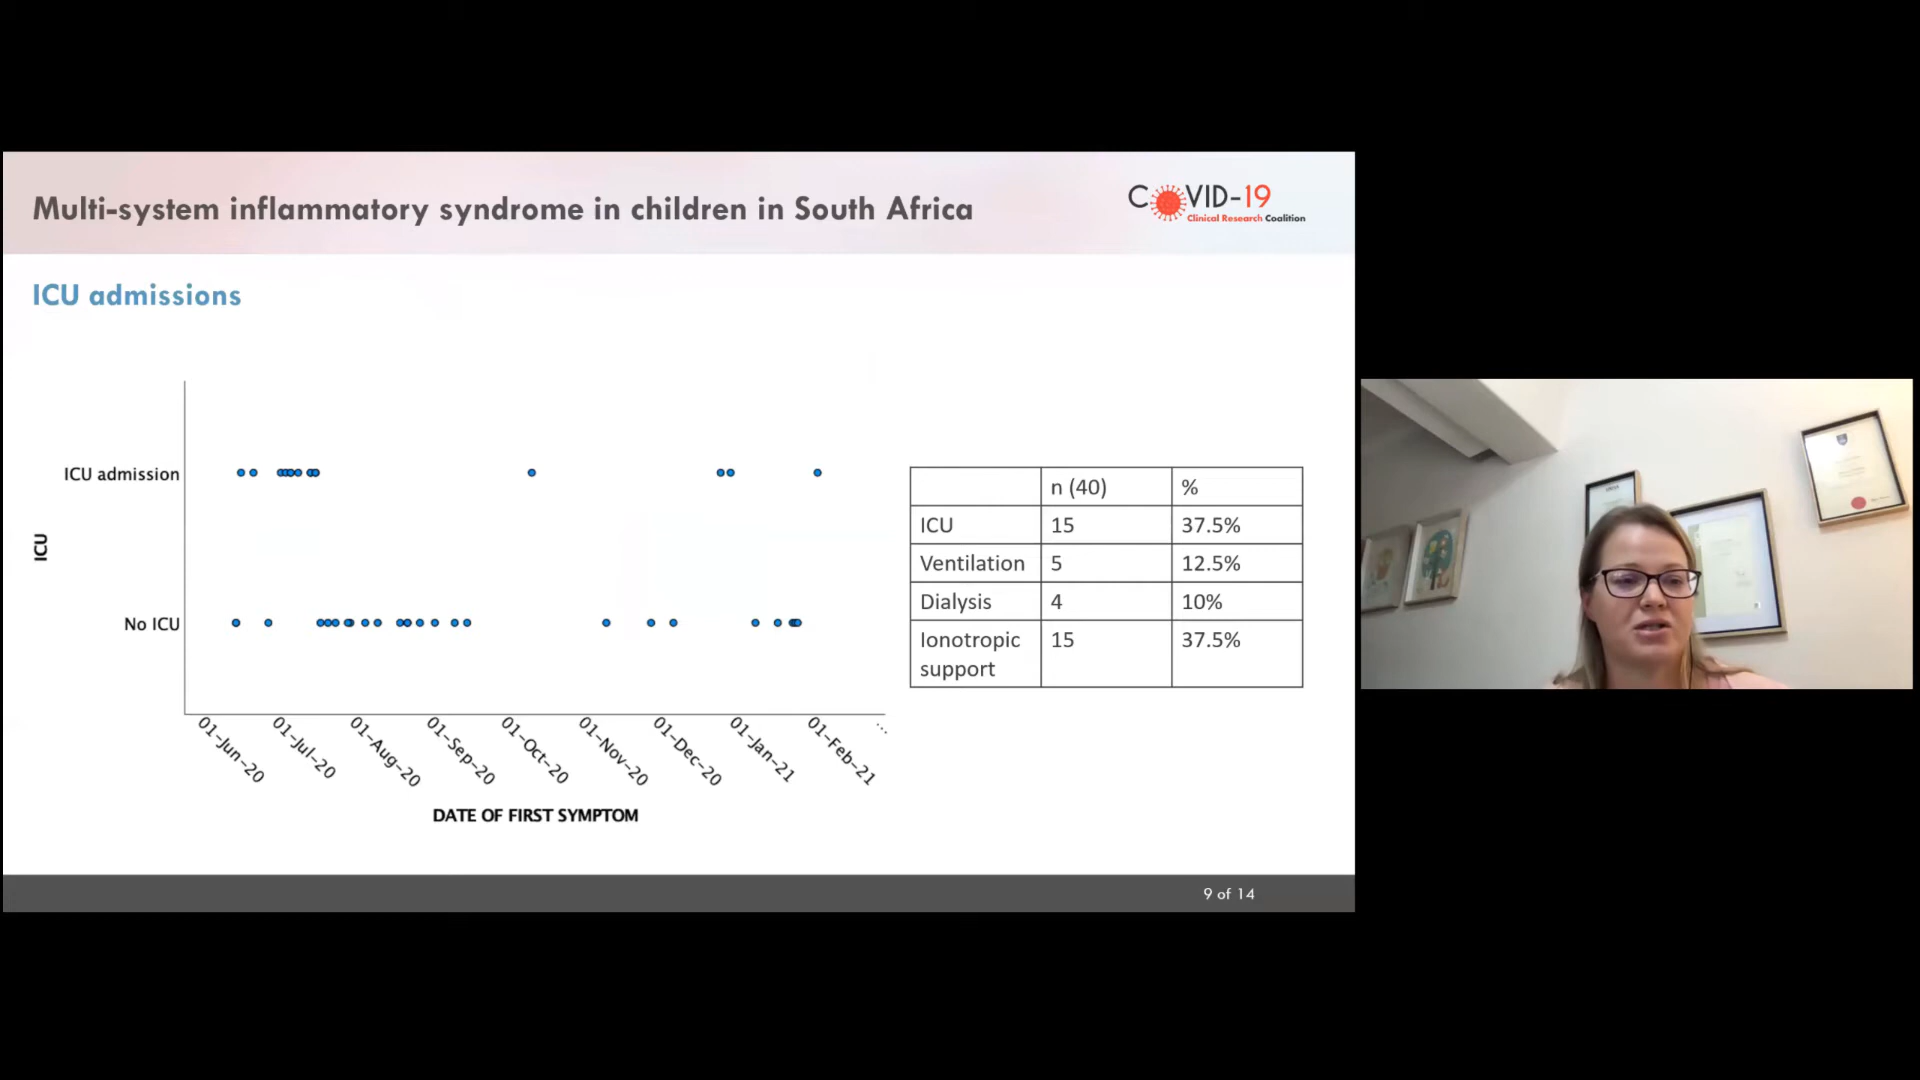 Multi-system inflammatory syndrome in children in South Africa
COVID-19
Clinical Research Coalition
ICU admissions
ICU admission
ICU
No ICU
01-Jun-20
01-Jul-20
01-Aug-20
01-Sep-20
01-Oct-20
01-Nov-20
01-Dec-20
01-Jan-21
01-Feb-21
...
DATE OF FIRST SYMPTOM
n (40) %
ICU 15 37.5%
Ventilation 5 12.5%
Dialysis 4 10%
Ionotropic 15 37.5%
support
9 of 14